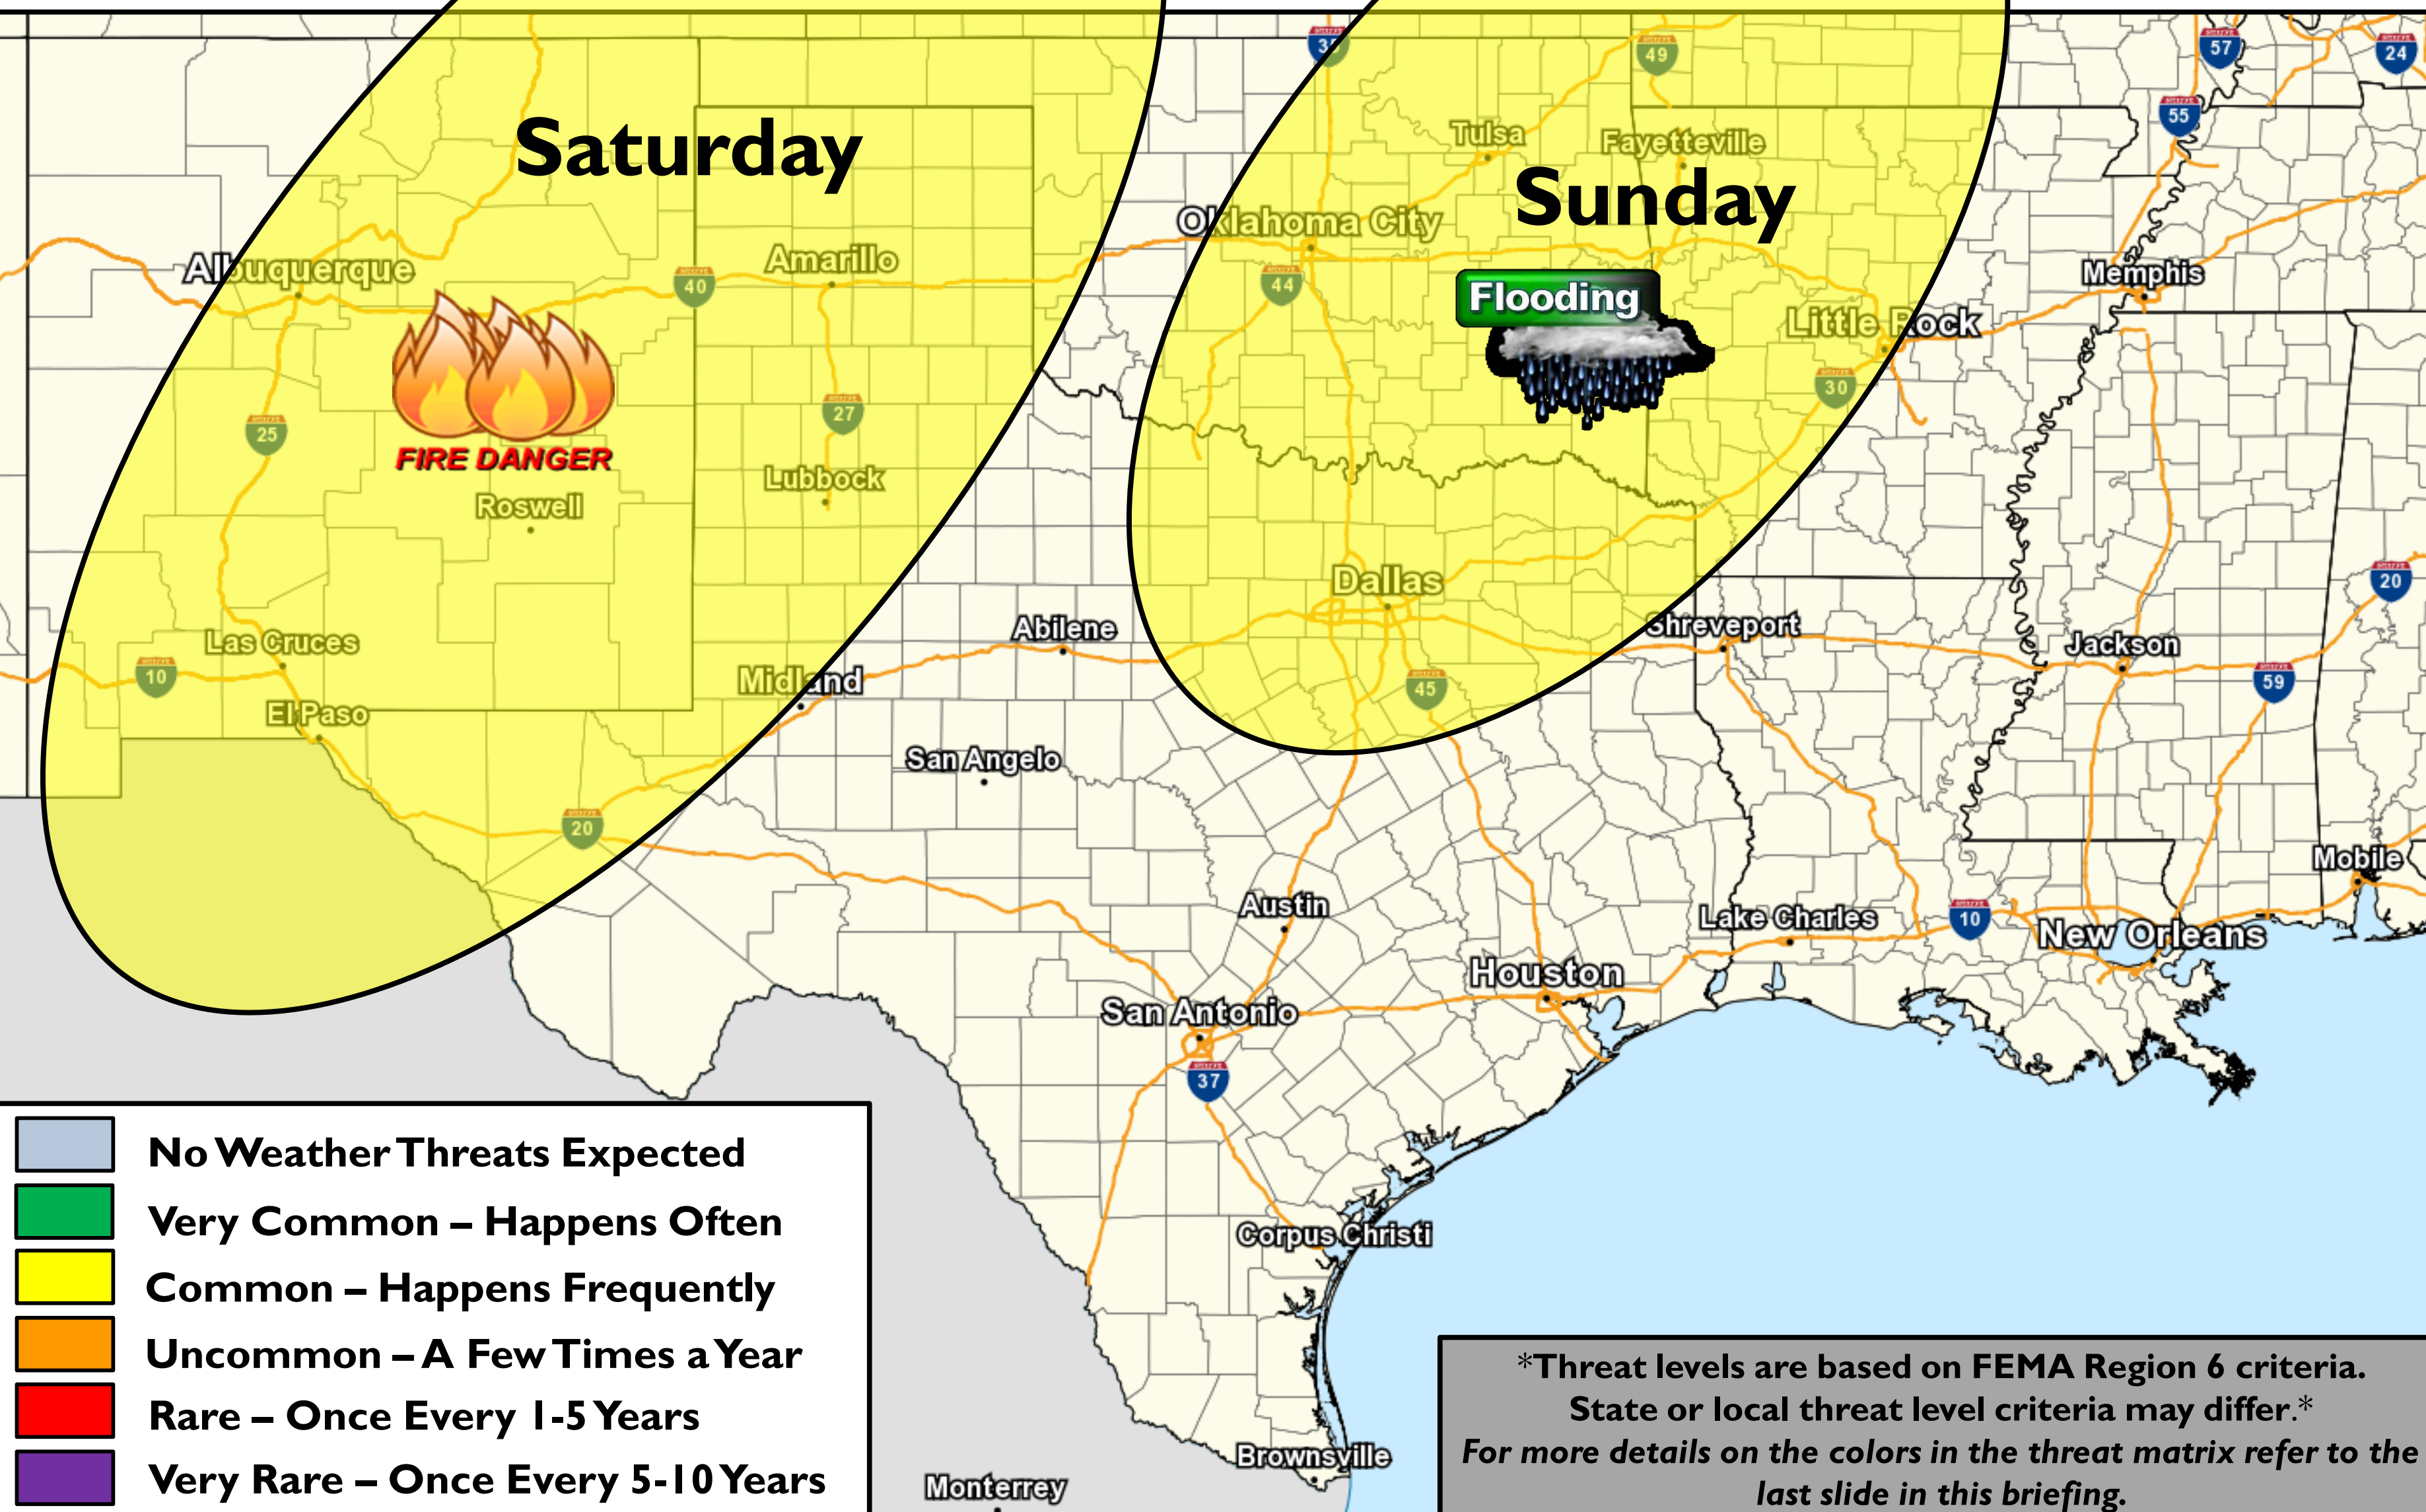 35
49
57
24
55
Saturday
Tulsa
Fayetteville
Sunday
Oklahoma City
Albuquerque
Amarillo
40
44
Flooding
Memphis
Little Rock
30
25
27
FIRE DANGER
Lubbock
Roswell
Dallas
20
Las Cruces
Abilene
Shreveport
Jackson
10
Midland
45
59
El Paso
San Angelo
20
Mobile
Austin
Lake Charles
10
New Orleans
Houston
San Antonio
37
No Weather Threats Expected
Very Common – Happens Often
Common – Happens Frequently
Uncommon – A Few Times a Year
Rare – Once Every 1-5 Years
Very Rare – Once Every 5-10 Years
Corpus Christi
Brownsville
Monterrey
*Threat levels are based on FEMA Region 6 criteria.
State or local threat level criteria may differ.*
For more details on the colors in the threat matrix refer to the
last slide in this briefing.